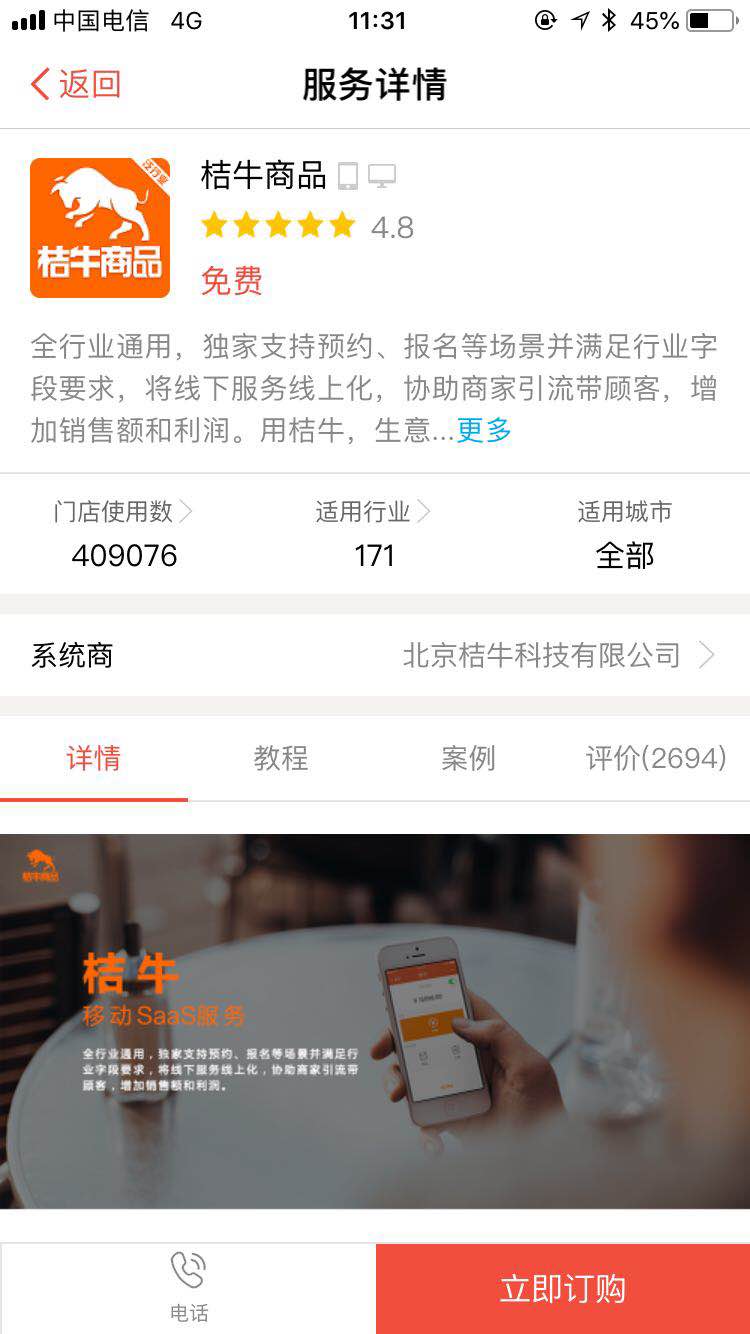 中国电信 4G 11:31 45%
返回 服务详情
沃行业
桔牛商品
桔牛商品
4.8
免费
全行业通用，独家支持预约、报名等场景并满足行业字
段要求，将线下服务线上化，协助商家引流带顾客，增
加销售额和利润。用桔牛，生意...更多
门店使用数 适用行业 适用城市
409076 171 全部
系统商 北京桔牛科技有限公司
详情 教程 案例 评价(2694)
桔牛商品
桔牛
移动SaaS服务
全行业通用，独家支持预约、报名等场景并满足行
业字段要求，将线下服务线上化，协助商家引流带
顾客，增加销售额和利润。
电话
立即订购